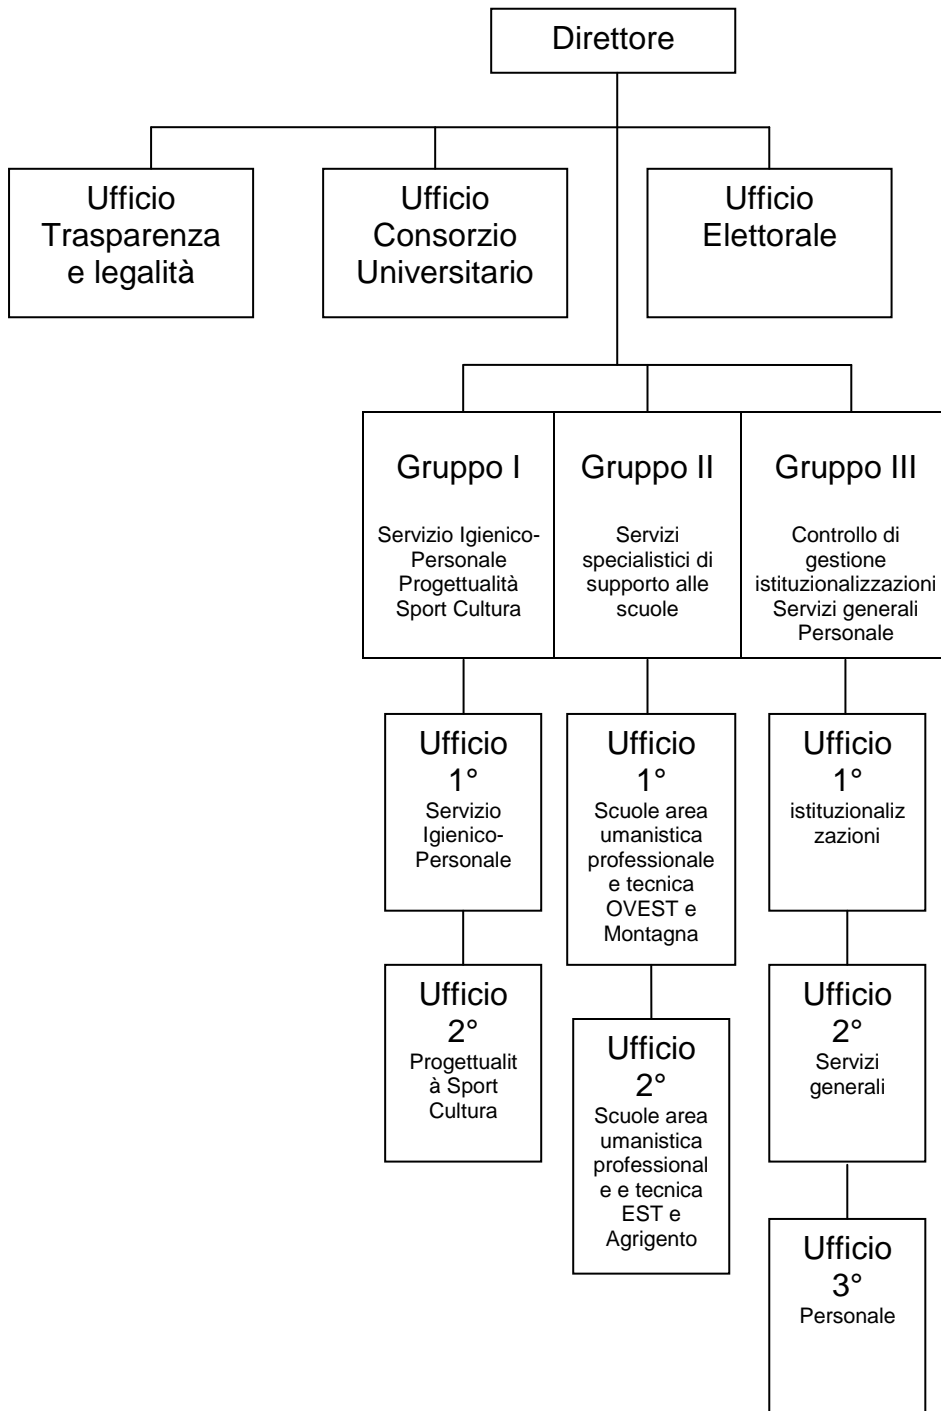 Direttore
Ufficio
Trasparenza
e legalità
Ufficio
Consorzio
Universitario
Ufficio
Elettorale
Gruppo I
Servizio Igienico-
Personale
Progettualità
Sport Cultura
Gruppo II
Servizi
specialistici di
supporto alle
scuole
Gruppo III
Controllo di
gestione
istituzionalizzazioni
Servizi generali
Personale
Ufficio
1°
Servizio
Igienico-
Personale
Ufficio
1°
Scuole area
umanistica
professionale
e tecnica
OVEST e
Montagna
Ufficio
1°
istituzionaliz
zazioni
Ufficio
2°
Progettualit
à Sport
Cultura
Ufficio
2°
Scuole area
umanistica
professional
e e tecnica
EST e
Agrigento
Ufficio
2°
Servizi
generali
Ufficio
3°
Personale